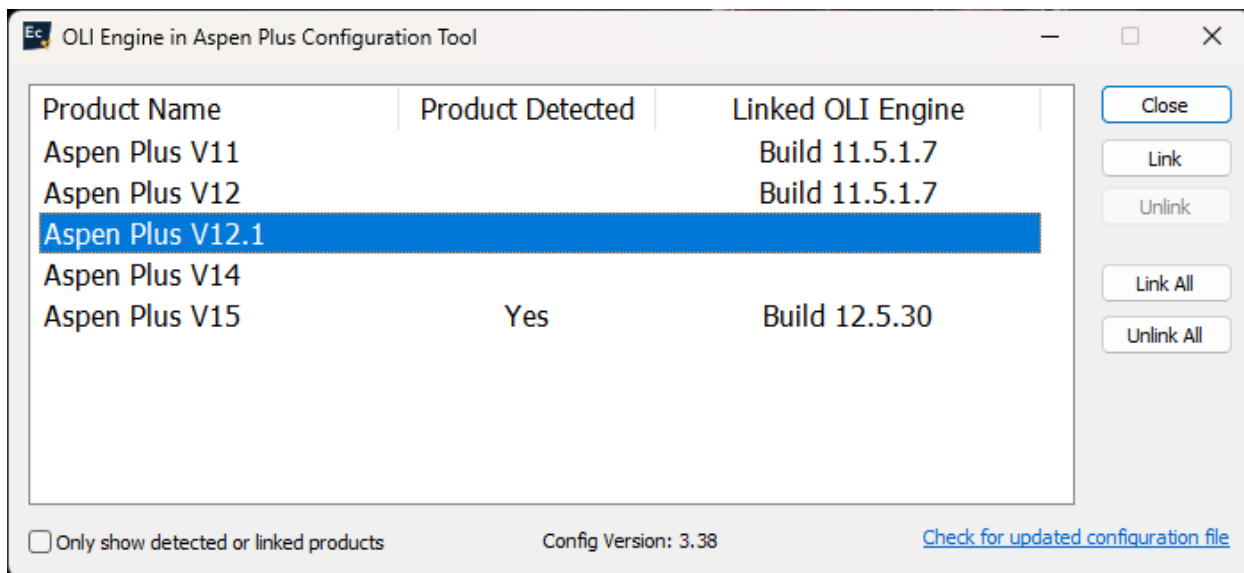 Ec OLI Engine in Aspen Plus Configuration Tool
Product Name Product Detected Linked OLI Engine
Aspen Plus V11 Build 11.5.1.7
Aspen Plus V12 Build 11.5.1.7
Aspen Plus V12.1
Aspen Plus V14
Aspen Plus V15 Yes Build 12.5.30
Close
Link
Unlink
Link All
Unlink All
Only show detected or linked products Config Version: 3.38 Check for updated configuration file